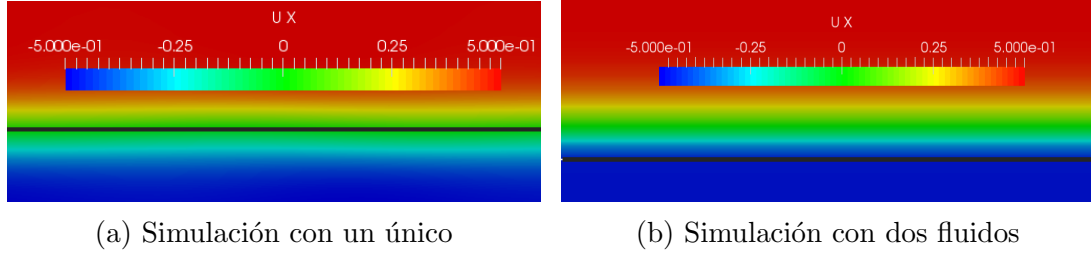 U X
-5.000e-01 -0.25 0 0.25 5.000e-01
U X
-5.000e-01 -0.25 0 0.25 5.000e-01
(a) Simulación con un único
(b) Simulación con dos fluidos